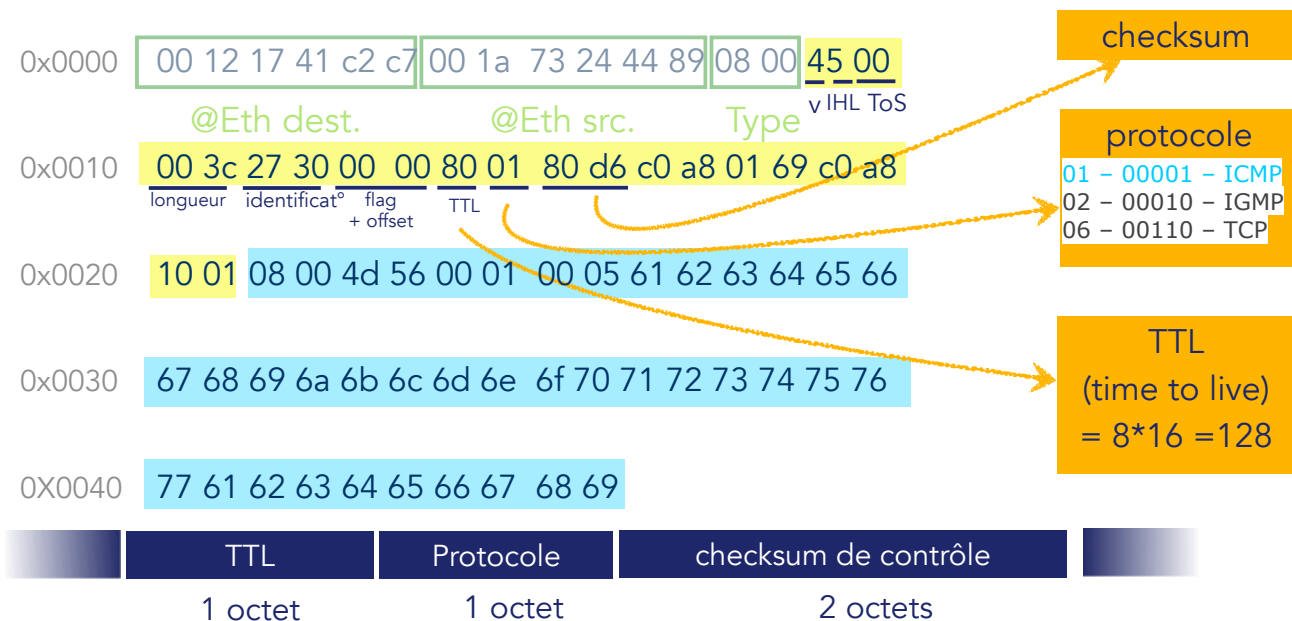 checksum
0x0000 00 12 17 41 c2 c7 00 1a 73 24 44 89 08 00 45 00
v IHL ToS
@Eth dest. @Eth src. Type
protocole
01 – 00001 – ICMP
02 – 00010 – IGMP
06 – 00110 – TCP
0x0010 00 3c 27 30 00 00 80 01 80 d6 c0 a8 01 69 c0 a8
longueur identificat° flag + offset TTL
0x0020 10 01 08 00 4d 56 00 01 00 05 61 62 63 64 65 66
TTL
(time to live)
= 8*16 =128
0x0030 67 68 69 6a 6b 6c 6d 6e 6f 70 71 72 73 74 75 76
0X0040 77 61 62 63 64 65 66 67 68 69
TTL Protocole checksum de contrôle
1 octet 1 octet 2 octets